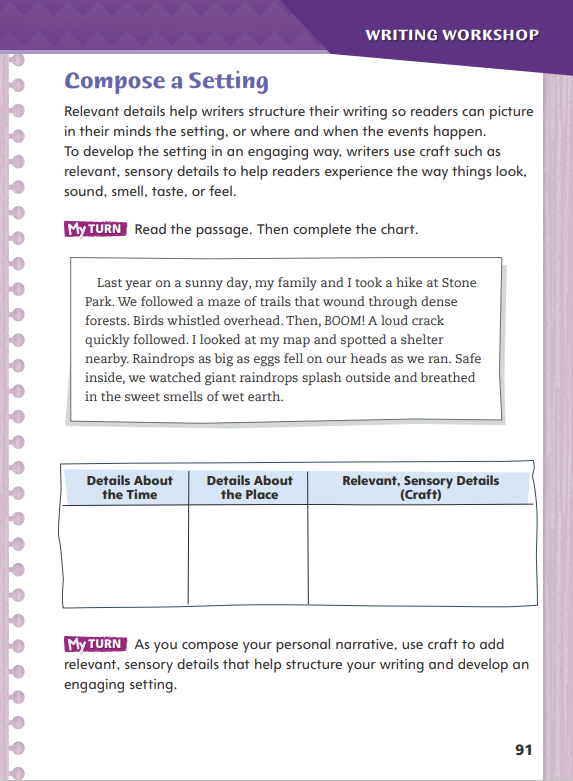 WRITING WORKSHOP
Compose a Setting
Relevant details help writers structure their writing so readers can picture
in their minds the setting, or where and when the events happen.
To develop the setting in an engaging way, writers use craft such as
relevant, sensory details to help readers experience the way things look,
sound, smell, taste, or feel.
My TURN Read the passage. Then complete the chart.
Last year on a sunny day, my family and I took a hike at Stone
Park. We followed a maze of trails that wound through dense
forests. Birds whistled overhead. Then, BOOM! A loud crack
quickly followed. I looked at my map and spotted a shelter
nearby. Raindrops as big as eggs fell on our heads as we ran. Safe
inside, we watched giant raindrops splash outside and breathed
in the sweet smells of wet earth.
Details About
the Time
Details About
the Place
Relevant, Sensory Details
(Craft)
My TURN As you compose your personal narrative, use craft to add
relevant, sensory details that help structure your writing and develop an
engaging setting.
91